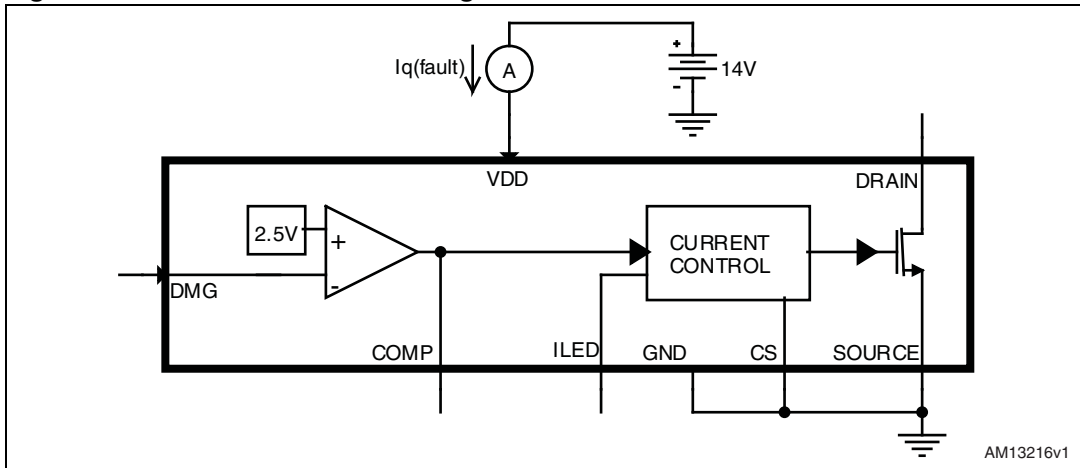 Iq(fault)
A
+
-
14V
VDD
DRAIN
2.5V
+
-
CURRENT
CONTROL
DMG
COMP
ILED
GND
CS
SOURCE
AM13216v1